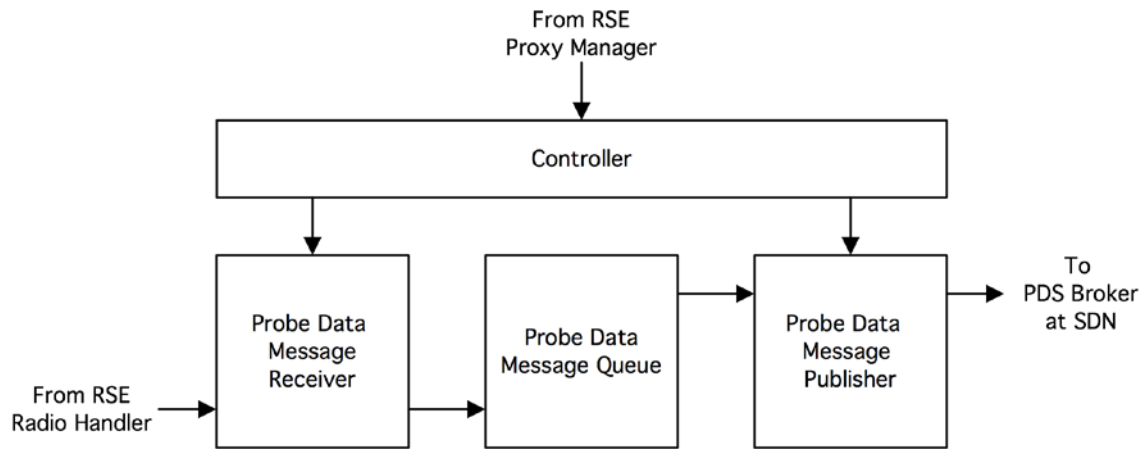 From RSE
Proxy Manager
Controller
Probe Data
Message
Receiver
Probe Data
Message Queue
Probe Data
Message
Publisher
To
PDS Broker
at SDN
From RSE
Radio Handler